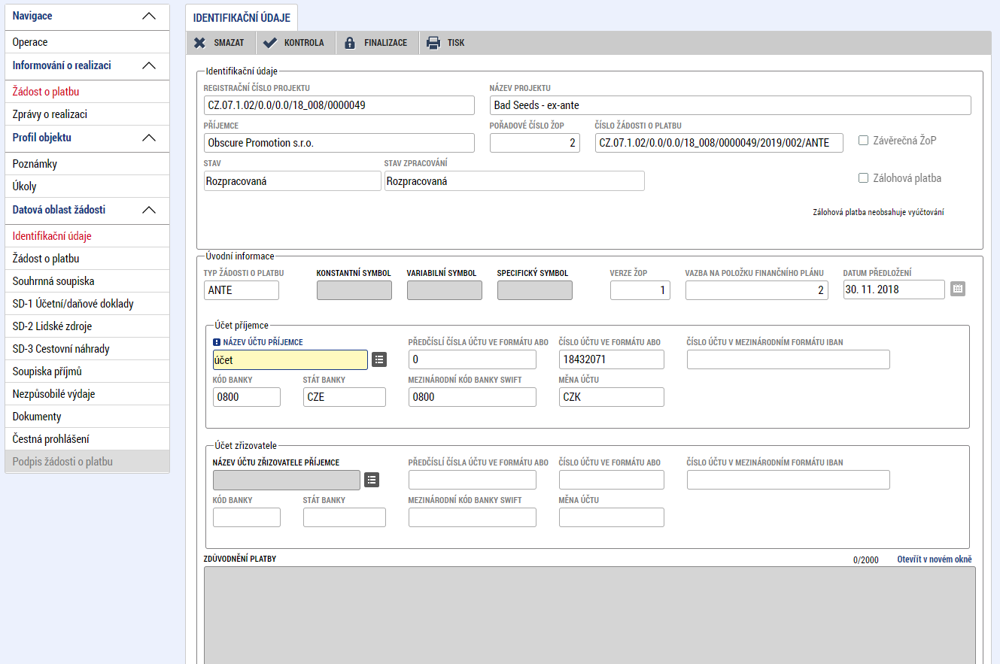 Navigace
Operace
Informování o realizaci
Žádost o platbu
Zprávy o realizaci
Profil objektu
Poznámky
Úkoly
Datová oblast žádosti
Identifikační údaje
Žádost o platbu
Souhrnná soupiska
SD-1 Účetní/daňové doklady
SD-2 Lidské zdroje
SD-3 Cestovní náhrady
Soupiska příjmů
Nezpůsobilé výdaje
Dokumenty
Čestná prohlášení
Podpis žádosti o platbu
IDENTIFIKAČNÍ ÚDAJE
SMAZAT KONTROLA FINALIZACE TISK
Identifikační údaje
REGISTRAČNÍ ČÍSLO PROJEKTU NÁZEV PROJEKTU
CZ.07.1.02/0.0/0.0/18_008/0000049 Bad Seeds - ex-ante
PŘÍJEMCE POŘADOVÉ ČÍSLO ŽOP ČÍSLO ŽÁDOSTI O PLATBU
Obscure Promotion s.r.o. 2 CZ.07.1.02/0.0/0.0/18_008/0000049/2019/002/ANTE Závěrečná ŽoP
STAV STAV ZPRACOVÁNÍ
Rozpracovaná Rozpracovaná Zálohová platba
Zálohová platba neobsahuje vyúčtování
Úvodní informace
TYP ŽÁDOSTI O PLATBU KONSTANTNÍ SYMBOL VARIABILNÍ SYMBOL SPECIFICKÝ SYMBOL VERZE ŽOP VAZBA NA POLOŽKU FINANČNÍHO PLÁNU DATUM PŘEDLOŽENÍ
ANTE 1 2 30. 11. 2018
Účet příjemce
NÁZEV ÚČTU PŘÍJEMCE PŘEDČÍSLÍ ČÍSLA ÚČTU VE FORMÁTU ABO ČÍSLO ÚČTU VE FORMÁTU ABO ČÍSLO ÚČTU V MEZINÁRODNÍM FORMÁTU IBAN
účet 0 18432071
KÓD BANKY STÁT BANKY MEZINÁRODNÍ KÓD BANKY SWIFT MĚNA ÚČTU
0800 CZE 0800 CZK
Účet zřizovatele
NÁZEV ÚČTU ZŘIZOVATELE PŘÍJEMCE PŘEDČÍSLÍ ČÍSLA ÚČTU VE FORMÁTU ABO ČÍSLO ÚČTU VE FORMÁTU ABO ČÍSLO ÚČTU V MEZINÁRODNÍM FORMÁTU IBAN
KÓD BANKY STÁT BANKY MEZINÁRODNÍ KÓD BANKY SWIFT MĚNA ÚČTU
ZDŮVODNĚNÍ PLATBY 0/2000 Otevřít v novém okně